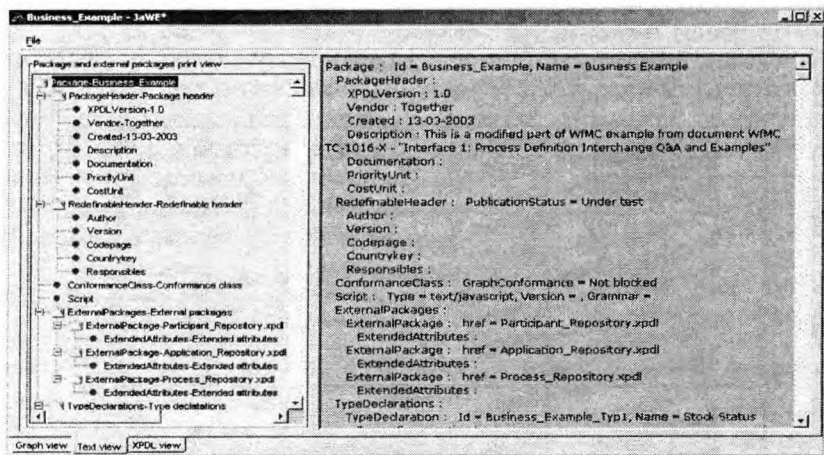 Business_Example - 3aWE*
File
Package and external packages print view
Package-Business_Example
PackageHeader-Package header
XPDLVersion-1.0
Vendor-Together
Created-13-03-2003
Description
Documentation
PriorityUnit
CostUnit
RedefinableHeader-Redefinable header
Author
Version
Codepage
Countrykey
Responsibles
ConformanceClass-Conformance class
Script
ExternalPackages-External packages
ExternalPackage-Participant_Repository.xpdl
ExtendedAttributes-Extended attributes
ExternalPackage-Application_Repository.xpdl
ExtendedAttributes-Extended attributes
ExternalPackage-Process_Repository.xpdl
ExtendedAttributes-Extended attributes
TypeDeclarations-Type declarations
Package : Id = Business_Example, Name = Business Example
PackageHeader :
XPDLVersion : 1.0
Vendor : Together
Created : 13-03-2003
Description : This is a modified part of WfMC example from document WfMC
TC-1016-X - "Interface 1: Process Definition Interchange Q&A and Examples"
Documentation :
PriorityUnit :
CostUnit :
RedefinableHeader : PublicationStatus = Under test
Author :
Version :
Codepage :
Countrykey :
Responsibles :
ConformanceClass : GraphConformance = Not blocked
Script : Type = text/javascript, Version = , Grammar =
ExternalPackages :
ExternalPackage : href = Participant_Repository.xpdl
ExtendedAttributes :
ExternalPackage : href = Application_Repository.xpdl
ExtendedAttributes :
ExternalPackage : href = Process_Repository.xpdl
ExtendedAttributes :
TypeDeclarations :
TypeDeclaration : Id = Business_Example_Typ1, Name = Stock Status
Graph view Text view XPDL view